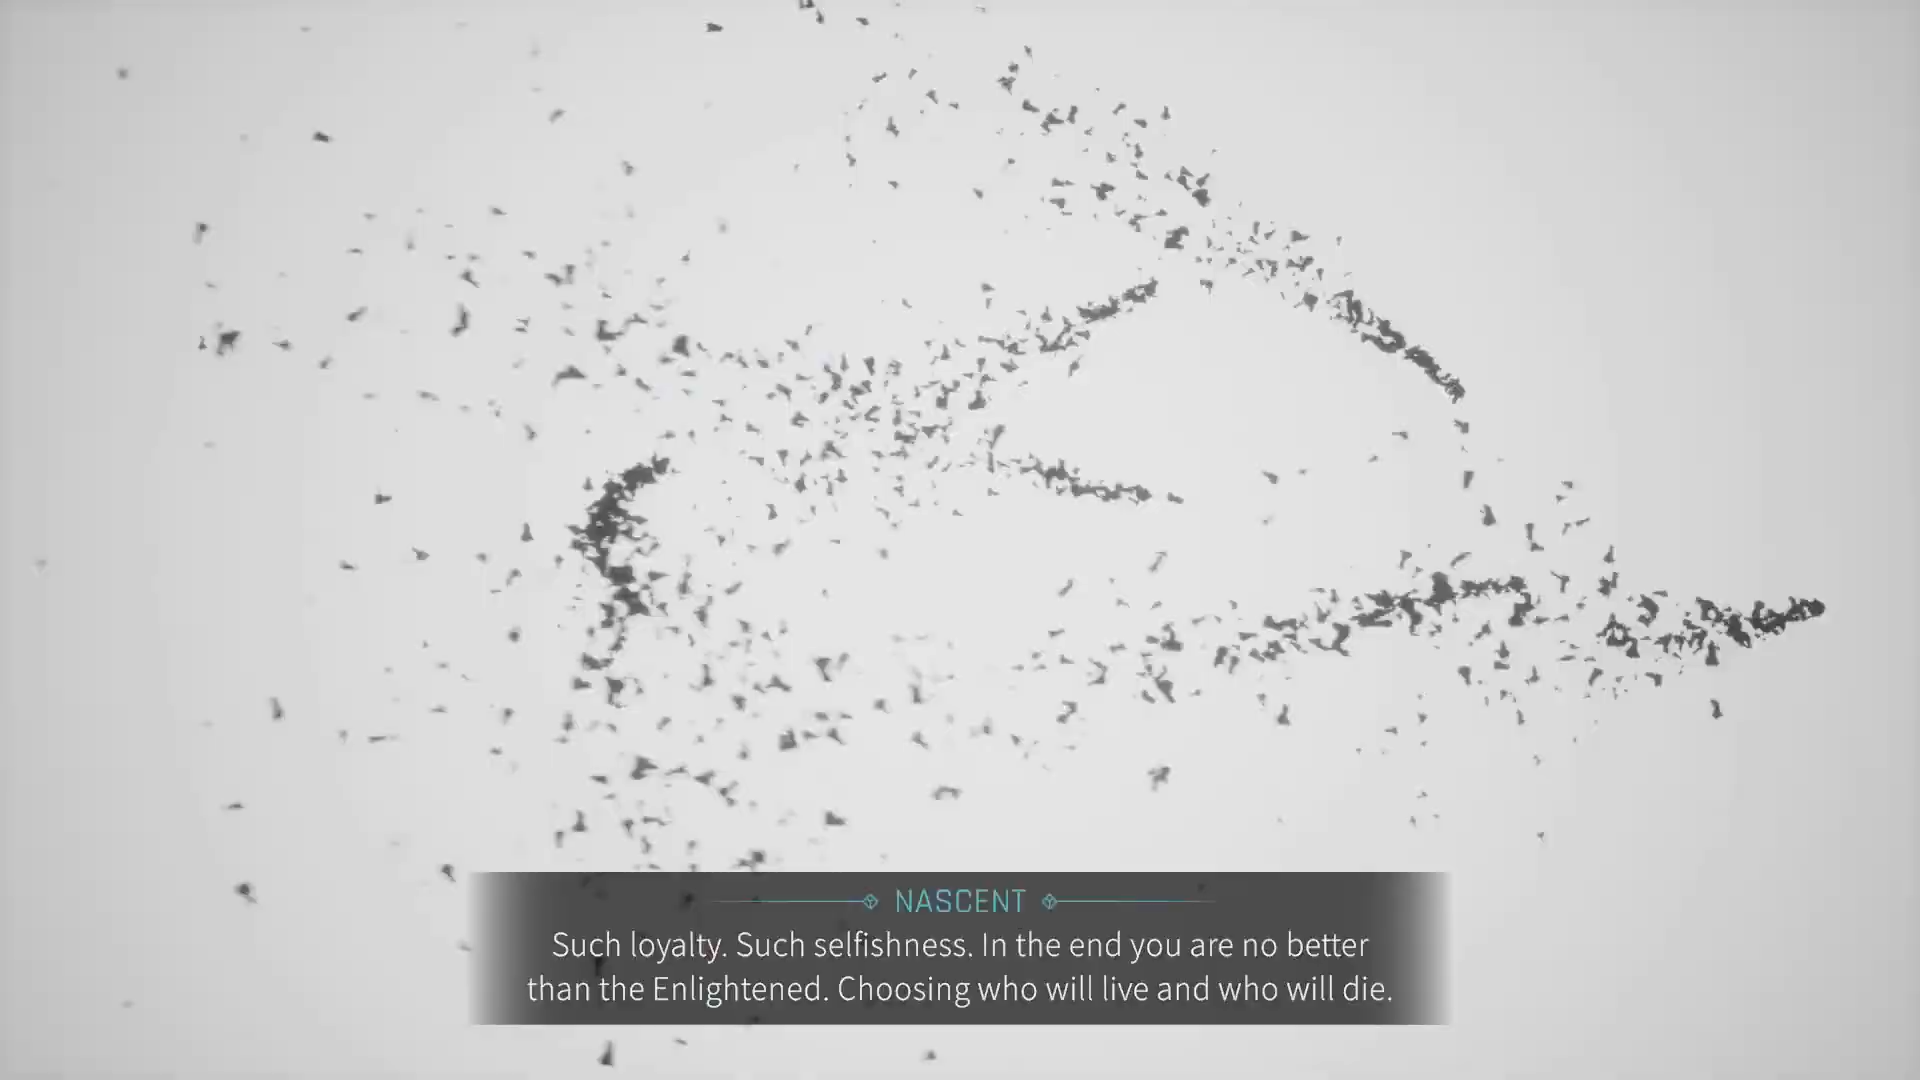 NASCENT
Such loyalty. Such selfishness. In the end you are no better
than the Enlightened. Choosing who will live and who will die.